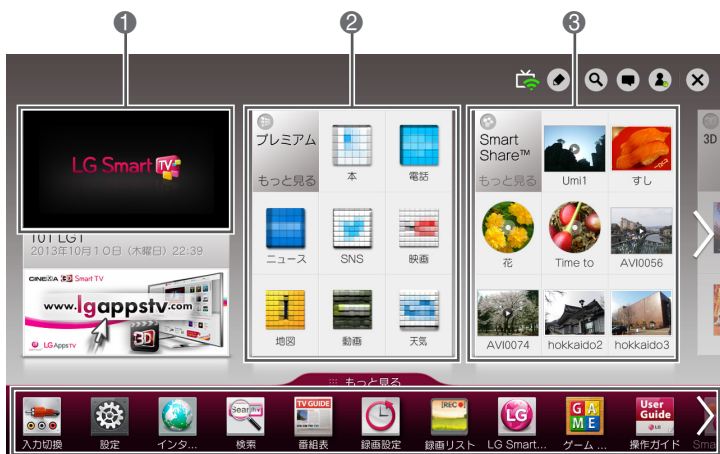 1
2
3
LG Smart TV
101 LG1
2013年10月10日（木曜日）22:39
CINEMA 3D Smart TV
www.lgappstv.com
3D
LG Apps TV
プレミアム
もっと見る
本
電話
ニュース
SNS
映画
地図
動画
天気
Smart
Share™
もっと見る
Umi1
すし
花
Time to
AVI0056
AVI0074
hokkaido2
hokkaido3
3D
もっと見る
入力切換
設定
インタ...
Search
検索
TV GUIDE
番組表
録画設定
[REC ●]
録画リスト
LG
LG Smart...
GAME
ゲーム ...
User
Guide
LG
操作ガイド
Sma